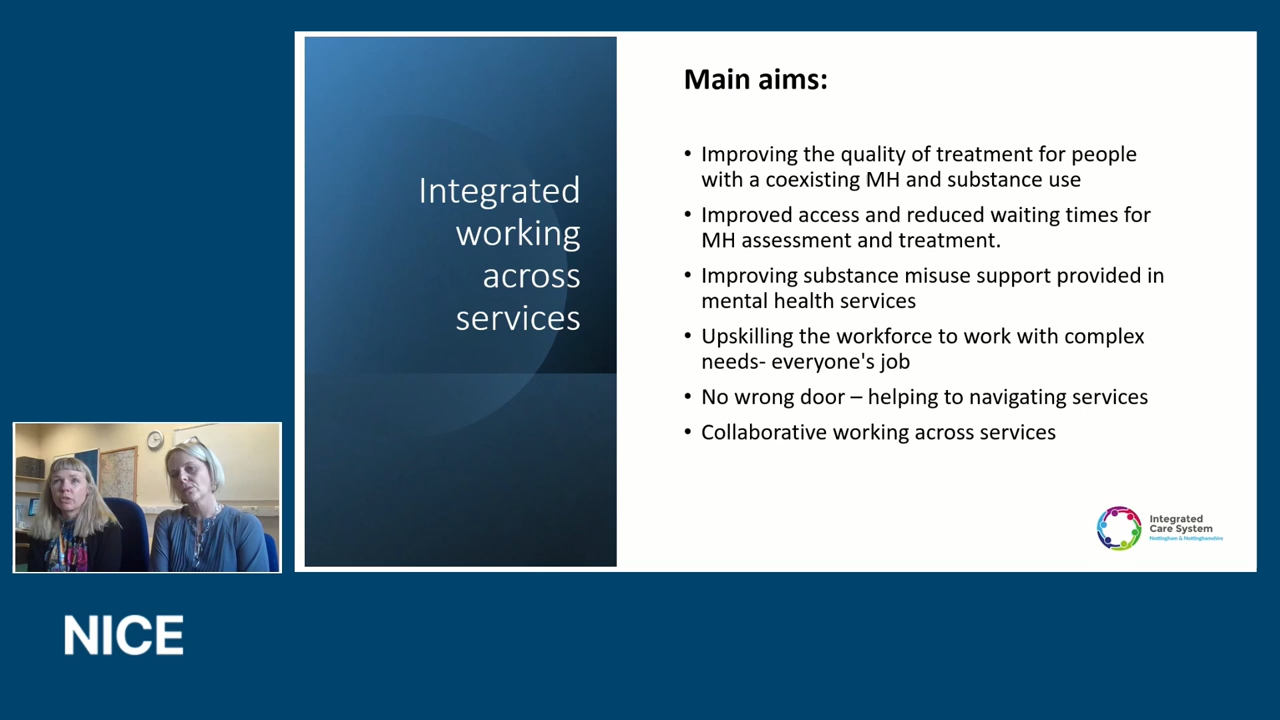 Integrated
working
across
services
Main aims:
• Improving the quality of treatment for people
with a coexisting MH and substance use
• Improved access and reduced waiting times for
MH assessment and treatment.
• Improving substance misuse support provided in
mental health services
• Upskilling the workforce to work with complex
needs- everyone's job
• No wrong door – helping to navigating services
• Collaborative working across services
Integrated
Care System
Nottingham & Nottinghamshire
NICE